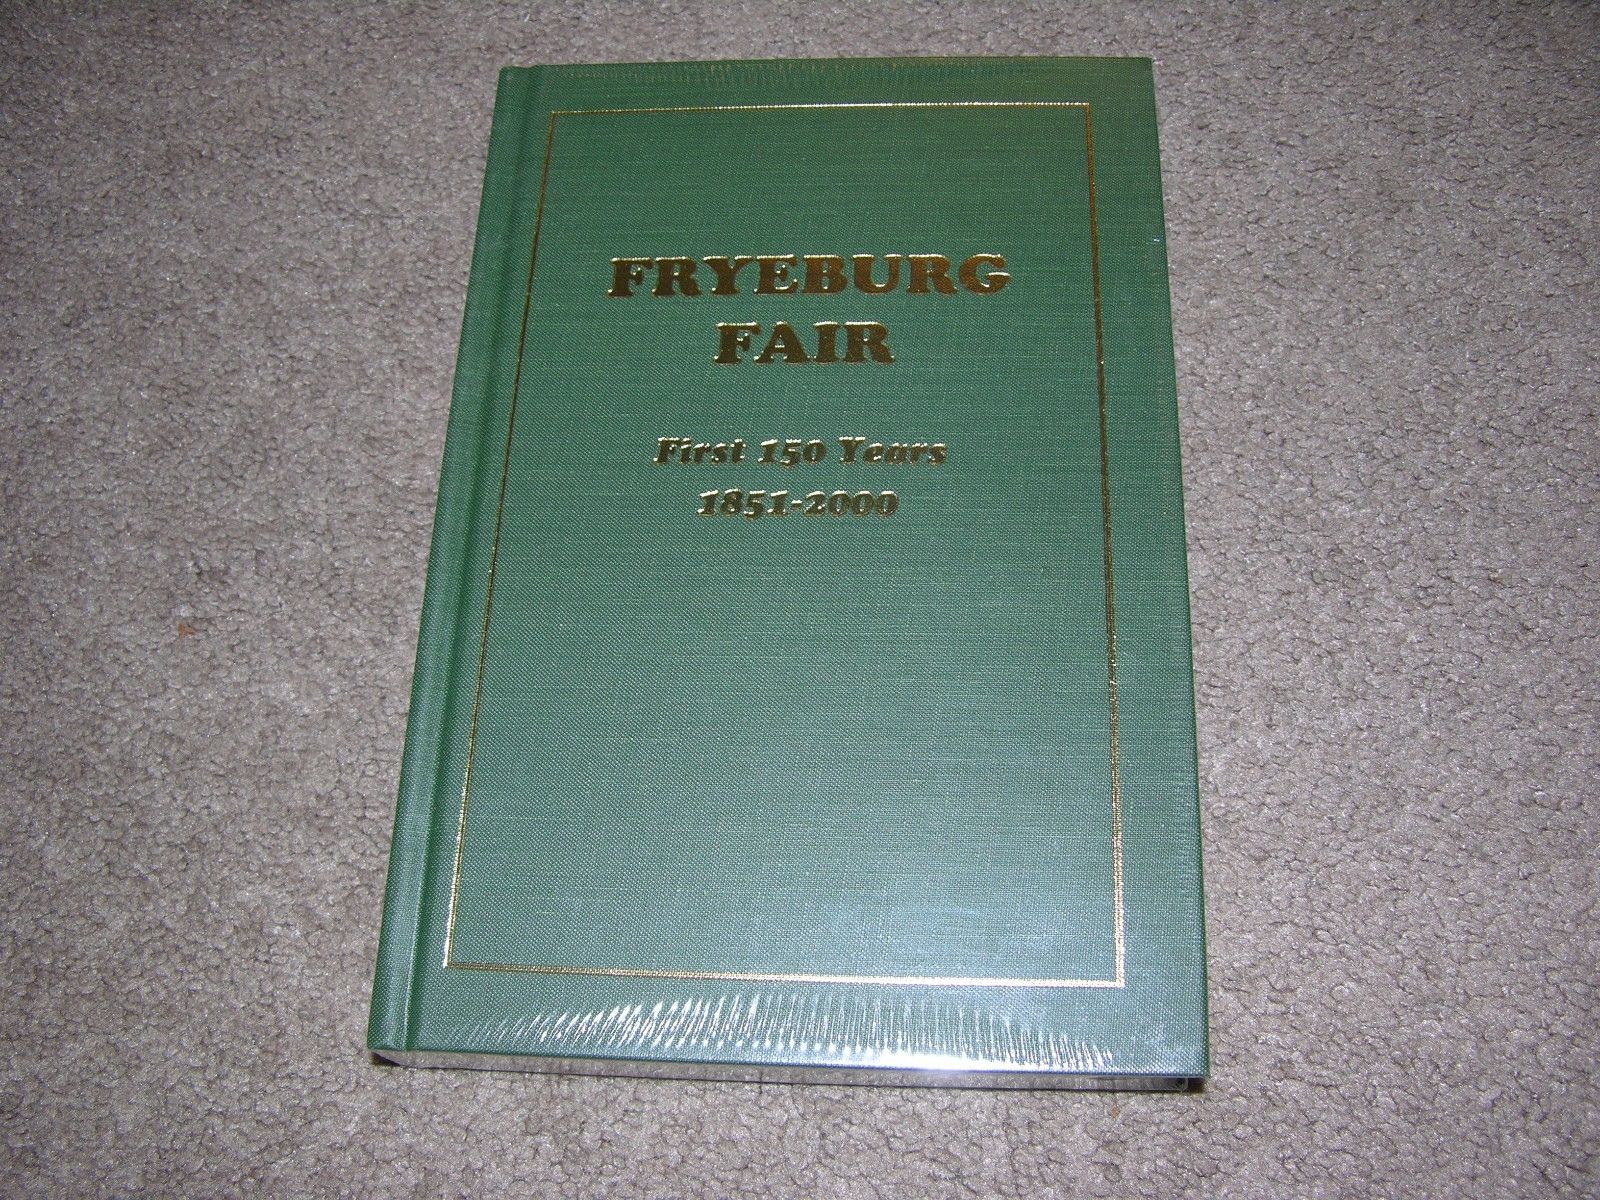 FRYEBURG
FAIR
First 150 Years
1851-2000